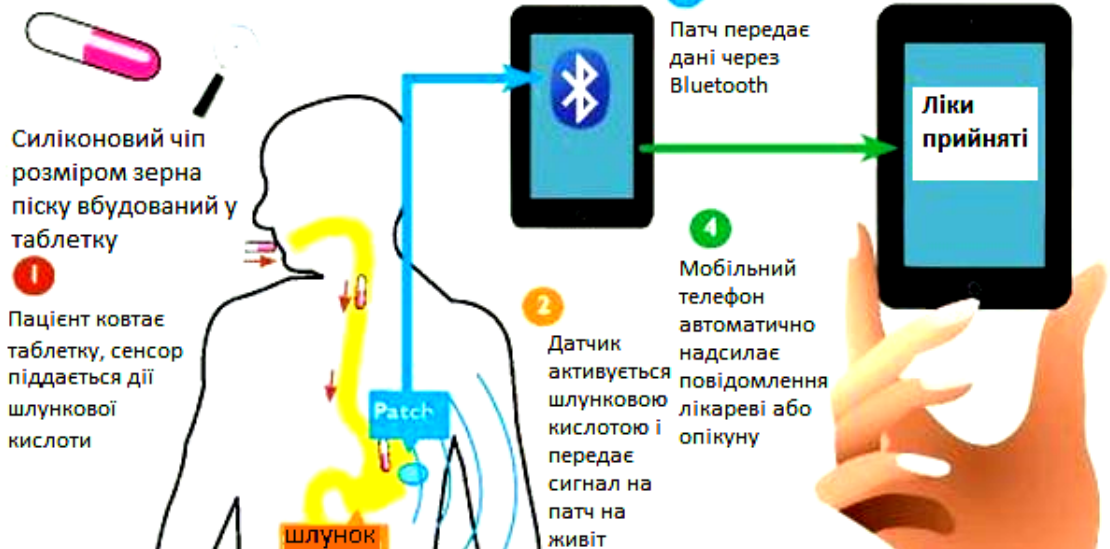 Силіконовий чіп
розміром зерна
піску вбудований у
таблетку
1
Пацієнт ковтає
таблетку, сенсор
піддається дії
шлункової
кислоти
Patch
шлунок
2
Датчик
активується
шлунковою
кислотою і
передає
сигнал на
патч на
живіт
Патч передає
дані через
Bluetooth
4
Мобільний
телефон
автоматично
надсилає
повідомлення
лікареві або
опікуну
Ліки
прийняті